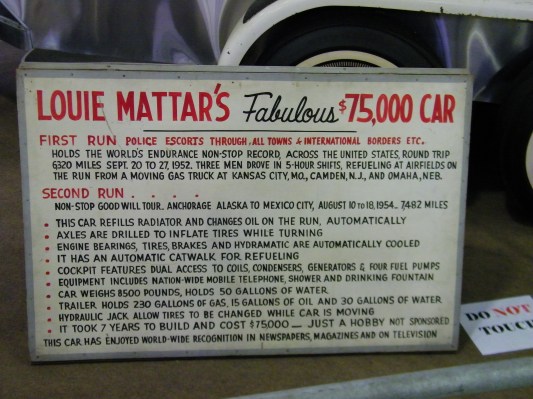 LOUIE MATTAR'S Fabulous $75,000 CAR
FIRST RUN POLICE ESCORTS THROUGH, ALL TOWNS & INTERNATIONAL BORDERS ETC.
HOLDS THE WORLD'S ENDURANCE NON-STOP RECORD, ACROSS THE UNITED STATES, ROUND TRIP
6320 MILES SEPT. 20 TO 27, 1952. THREE MEN DROVE IN 5-HOUR SHIFTS, REFUELING AT AIRFIELDS
ON THE RUN FROM A MOVING GAS TRUCK AT KANSAS CITY, MO., CAMDEN, N.J., AND OMAHA, NEB.
SECOND RUN . . . .
NON-STOP GOOD WILL TOUR. ANCHORAGE ALASKA TO MEXICO CITY, AUGUST 10 TO 18, 1954. 7482 MILES
• THIS CAR REFILLS RADIATOR AND CHANGES OIL ON THE RUN, AUTOMATICALLY
• AXLES ARE DRILLED TO INFLATE TIRES WHILE TURNING
• ENGINE BEARINGS, TIRES, BRAKES AND HYDRAMATIC ARE AUTOMATICALLY COOLED
• IT HAS AN AUTOMATIC CATWALK FOR REFUELING
• COCKPIT FEATURES DUAL ACCESS TO COILS, CONDENSERS, GENERATORS & FOUR FUEL PUMPS
• EQUIPMENT INCLUDES NATION-WIDE MOBILE TELEPHONE, SHOWER AND DRINKING FOUNTAIN
• CAR WEIGHS 8500 POUNDS, HOLDS 50 GALLONS OF WATER
• TRAILER HOLDS 230 GALLONS OF GAS, 15 GALLONS OF OIL AND 30 GALLONS OF WATER
• HYDRAULIC JACK ALLOW TIRES TO BE CHANGED WHILE CAR IS MOVING
• IT TOOK 7 YEARS TO BUILD AND COST $75,000 — JUST A HOBBY NOT SPONSORED
THIS CAR HAS ENJOYED WORLD-WIDE RECOGNITION IN NEWSPAPERS, MAGAZINES AND ON TELEVISION
DO NOT
TOUCH